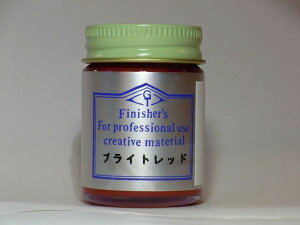 G
Finisher's
For professional use
creative material
ブライトレッド